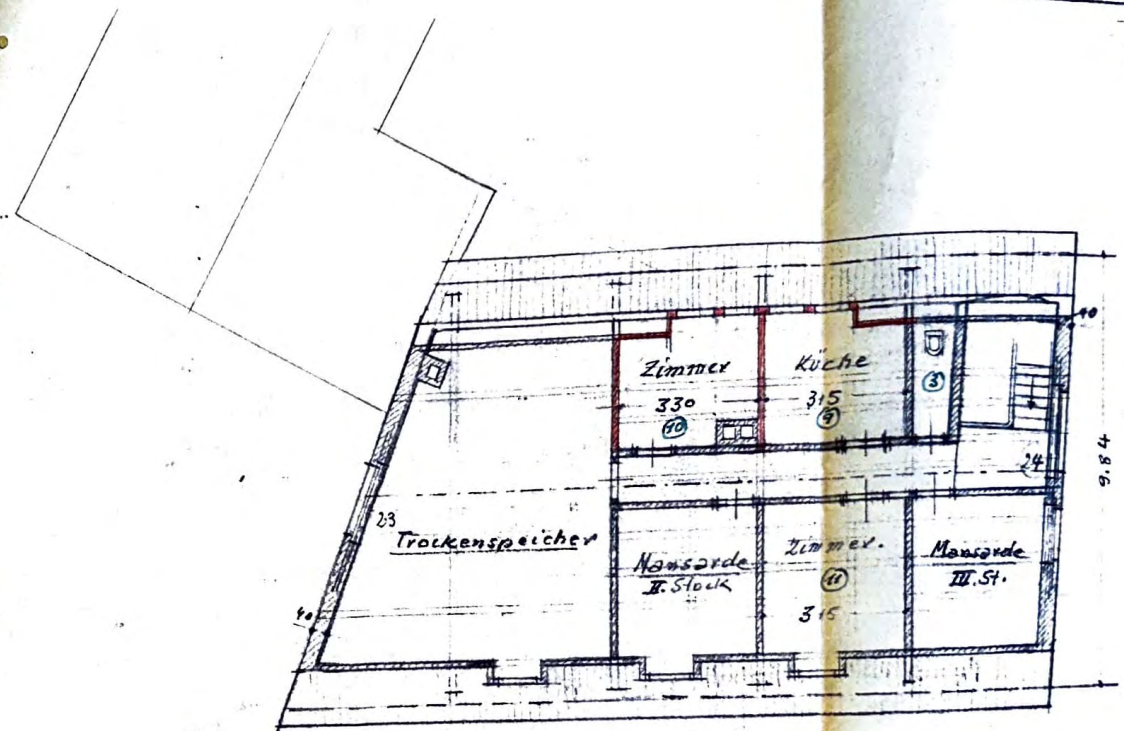 Zimmer
330
10
Küche
315
9
3
40
24
9.84
23
Trockenspeicher
Mansarde
II. Stock
Zimmer.
11
315
Mansarde
III. St.
40